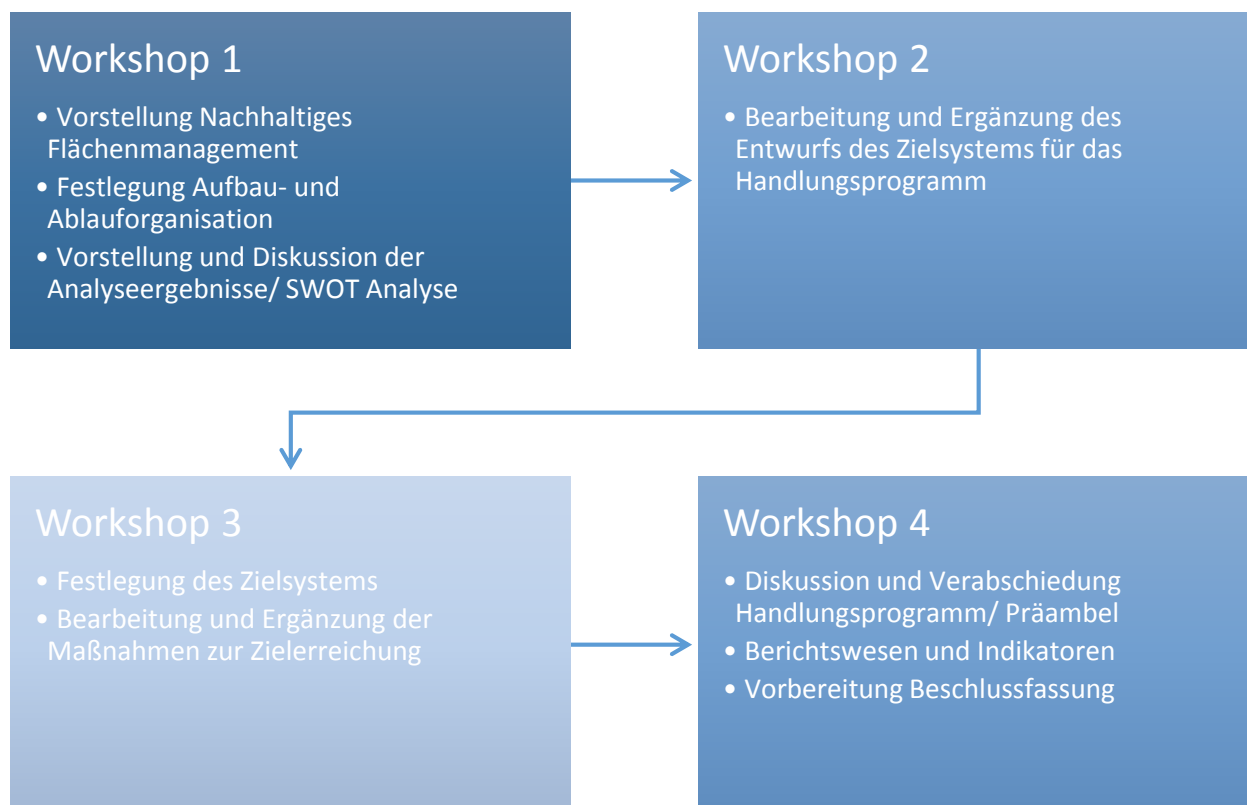 Workshop 1
• Vorstellung Nachhaltiges
Flächenmanagement
• Festlegung Aufbau- und
Ablauforganisation
• Vorstellung und Diskussion der
Analyseergebnisse/ SWOT Analyse
Workshop 2
• Bearbeitung und Ergänzung des
Entwurfs des Zielsystems für das
Handlungsprogramm
Workshop 3
• Festlegung des Zielsystems
• Bearbeitung und Ergänzung der
Maßnahmen zur Zielerreichung
Workshop 4
• Diskussion und Verabschiedung
Handlungsprogramm/ Präambel
• Berichtswesen und Indikatoren
• Vorbereitung Beschlussfassung